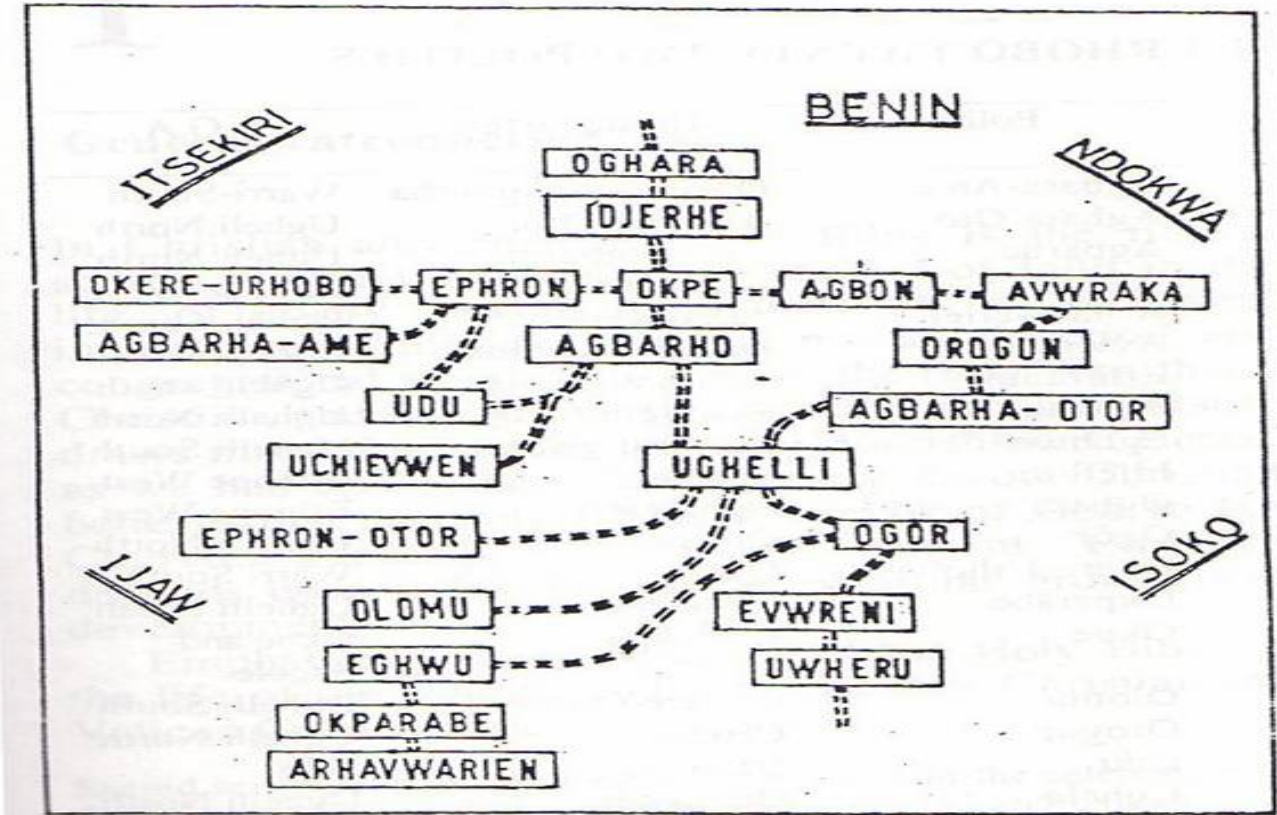 BENIN
ITSEKIRI
NDOKWA
OGHARA
IDJERHE
OKERE-URHOBO
EPHRON
OKPE
AGBON
AVWRAKA
AGBARHA-AME
AGBARHO
OROGUN
UDU
AGBARHA-OTOR
UCHIEVWEN
UGHELLI
EPHRON-OTOR
OGOR
IJAW
ISOKO
OLOMU
EVWRENI
EGHWU
UWHERU
OKPARABE
ARHAVWARIEN